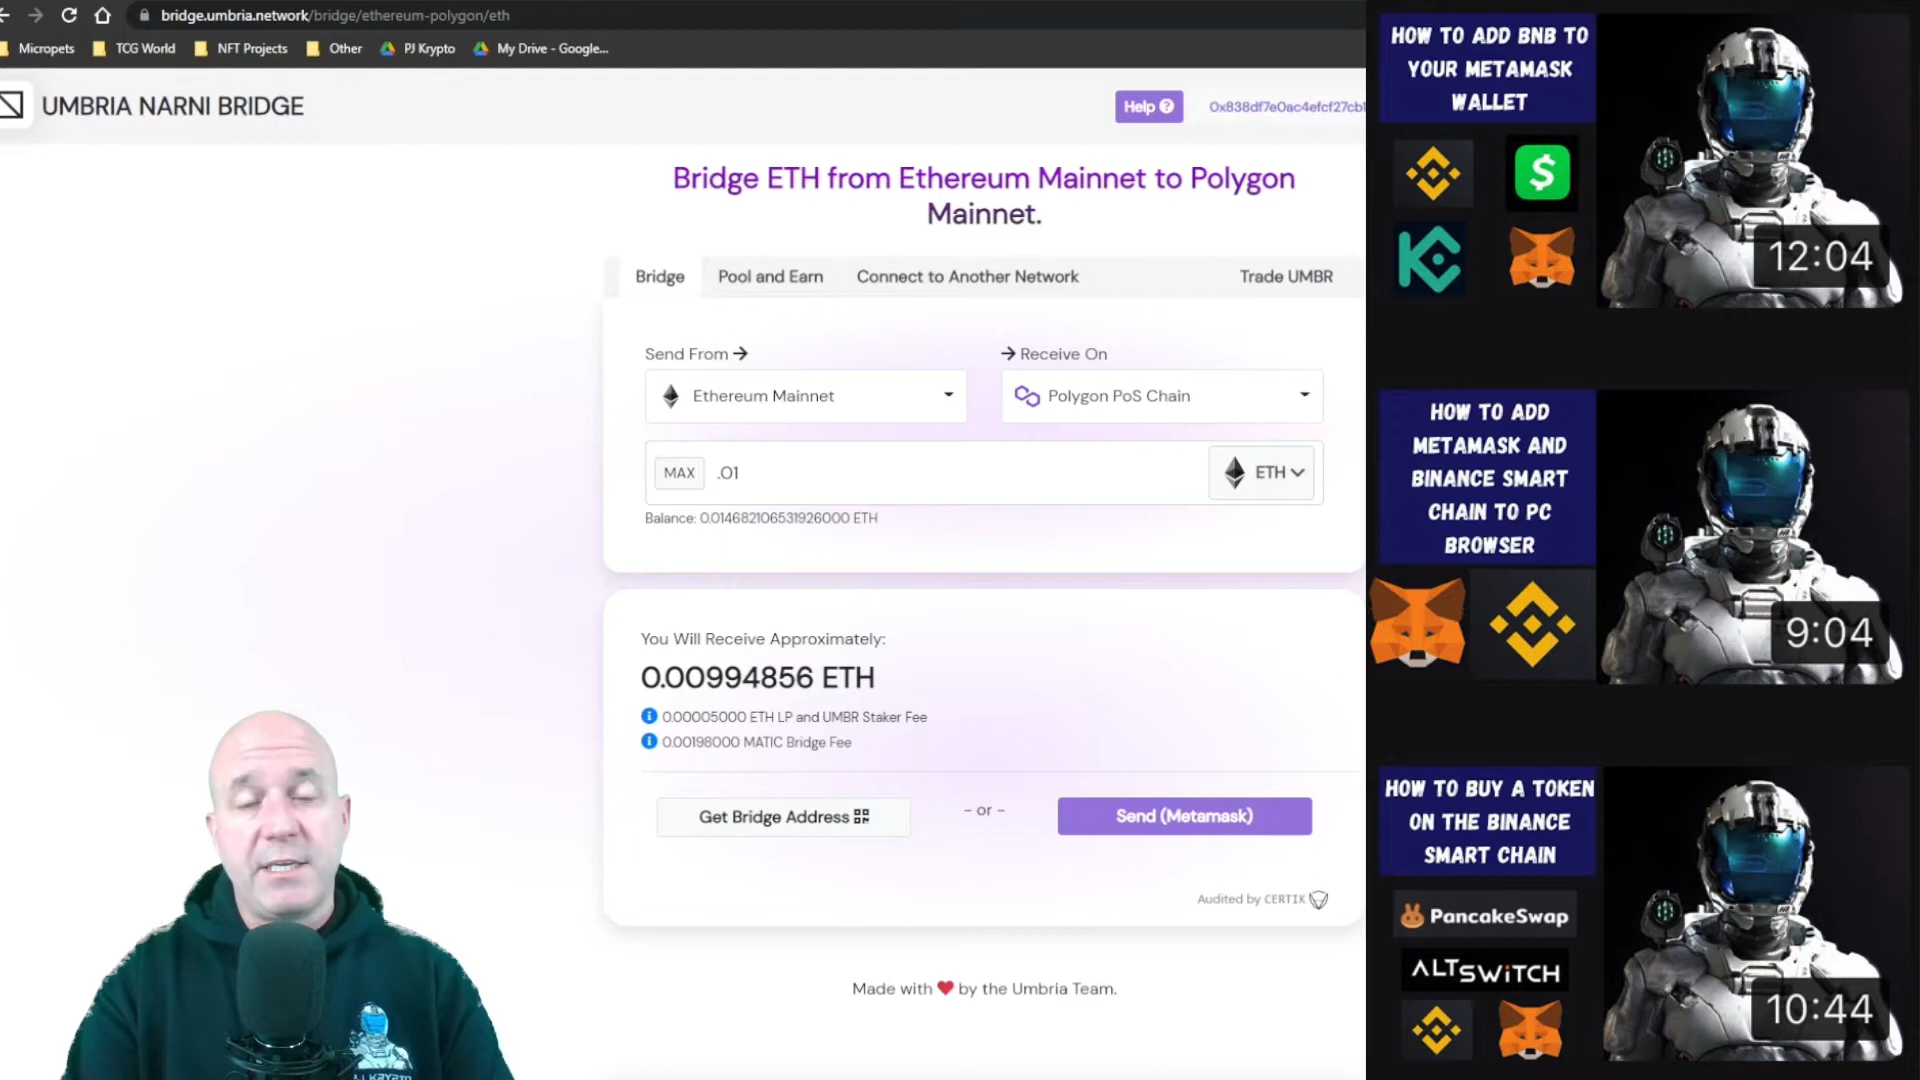 bridge.umbria.network/bridge/ethereum-polygon/eth
Micropets
TCG World
NFT Projects
Other
PJ Krypto
My Drive - Google...
UMBRIA NARNI BRIDGE
Help ?
0x838df7e0ac4efcf27cb1
Bridge ETH from Ethereum Mainnet to Polygon
Mainnet.
Bridge
Pool and Earn
Connect to Another Network
Trade UMBR
Send From →
→ Receive On
Ethereum Mainnet
Polygon PoS Chain
MAX
.01
ETH
Balance: 0.014682106531926000 ETH
You Will Receive Approximately:
0.00994856 ETH
0.00005000 ETH LP and UMBR Staker Fee
0.00198000 MATIC Bridge Fee
Get Bridge Address
- or -
Send (Metamask)
Audited by CERTIK
Made with ❤ by the Umbria Team.
HOW TO ADD BNB TO
YOUR METAMASK
WALLET
12:04
HOW TO ADD
METAMASK AND
BINANCE SMART
CHAIN TO PC
BROWSER
9:04
HOW TO BUY A TOKEN
ON THE BINANCE
SMART CHAIN
PancakeSwap
ALTSWiTCH
10:44